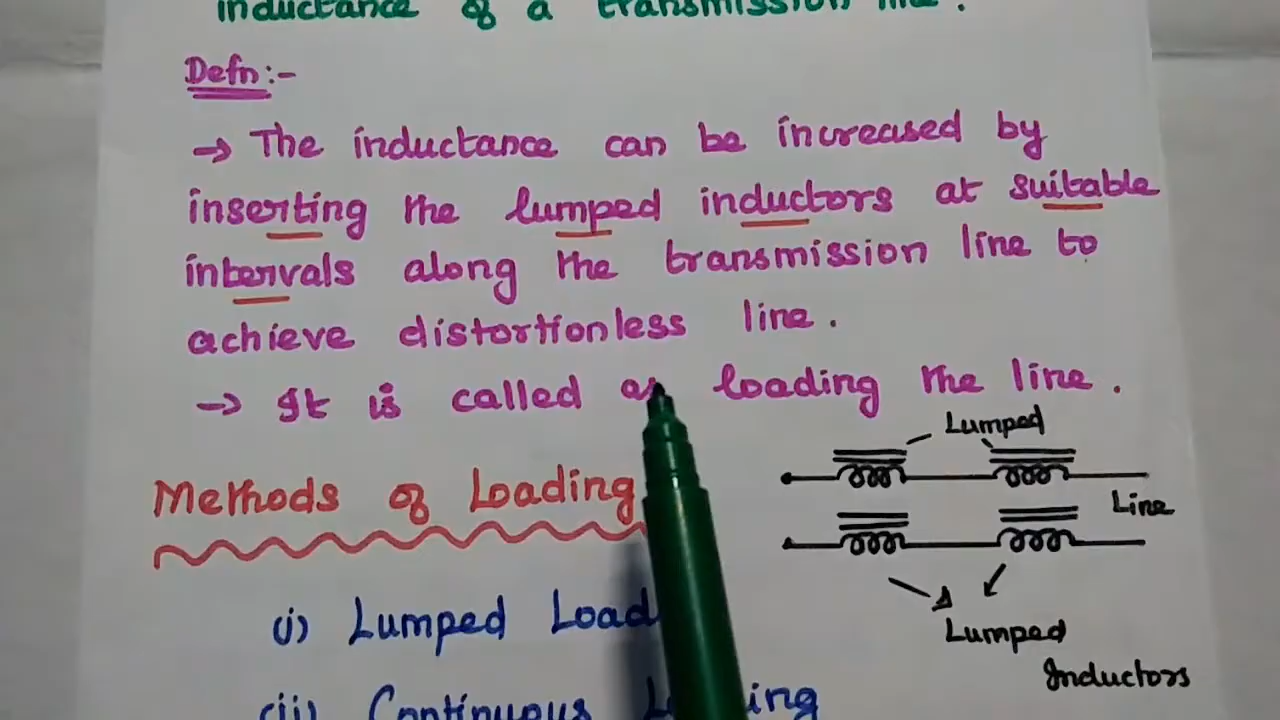 inductance of a transmission line.
Defn:-
→ The inductance can be increased by
inserting the lumped inductors at suitable
intervals along the transmission line to
achieve distortionless line.
→ It is called as loading the line.
Lumped
Line
Lumped
Inductors
Methods of Loading
(i) Lumped Load
(ii) Continuous L ing